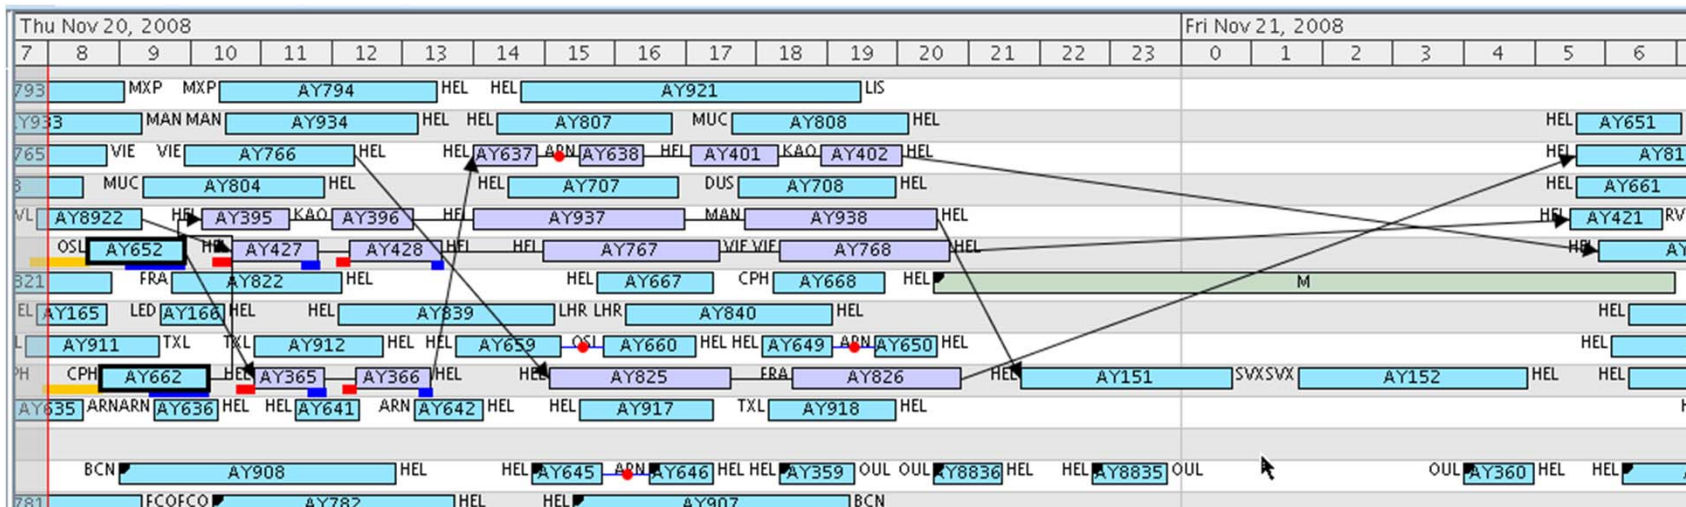 Thu Nov 20, 2008 Fri Nov 21, 2008
7 8 9 10 11 12 13 14 15 16 17 18 19 20 21 22 23 0 1 2 3 4 5 6
793 MXP MXP AY794 HEL HEL AY921 LIS
Y933 MAN MAN AY934 HEL HEL AY807 MUC AY808 HEL HEL AY651
765 VIE VIE AY766 HEL HEL AY637 ARN AY638 HEL AY401 KAO AY402 HEL HEL AY81
3 MUC AY804 HEL HEL AY707 DUS AY708 HEL HEL AY661
VL AY8922 HEL AY395 KAO AY396 HEL AY937 MAN AY938 HEL HEL AY421 RV
OSL AY652 HEL AY427 AY428 HEL HEL AY767 VIE VIE AY768 HEL HEL AY
321 FRA AY822 HEL HEL AY667 CPH AY668 HEL M
EL AY165 LED AY166 HEL HEL AY839 LHR LHR AY840 HEL HEL
L AY911 TXL TXL AY912 HEL HEL AY659 OSL AY660 HEL HEL AY649 ARN AY650 HEL HEL
PH CPH AY662 HEL AY365 AY366 HEL HEL AY825 FRA AY826 HEL AY151 SVX SVX AY152 HEL HEL
AY635 ARN ARN AY636 HEL HEL AY641 ARN AY642 HEL HEL AY917 TXL AY918 HEL
BCN AY908 HEL HEL AY645 ARN AY646 HEL HEL AY359 OUL OUL AY8836 HEL HEL AY8835 OUL OUL AY360 HEL HEL
781 FCO FCO AY782 HEL HEL AY907 BCN